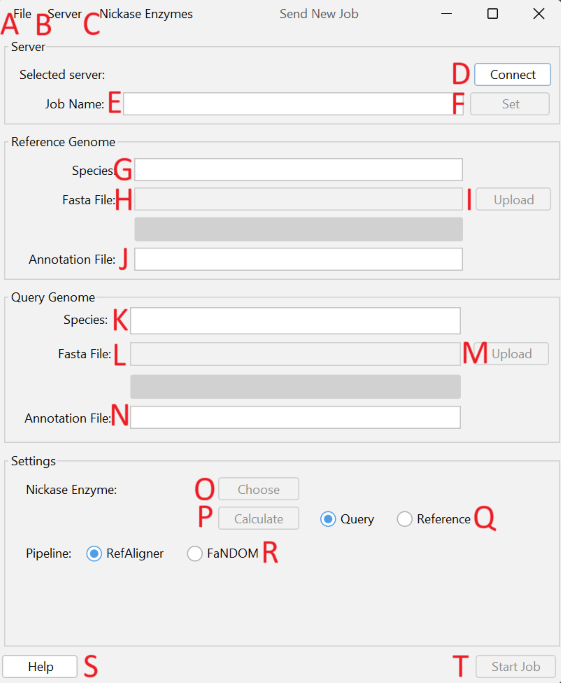 A File B Server C Nickase Enzymes Send New Job
Server
Selected server: D Connect
Job Name: E F Set
Reference Genome
Species: G
Fasta File: H I Upload
Annotation File: J
Query Genome
Species: K
Fasta File: L M Upload
Annotation File: N
Settings
Nickase Enzyme: O Choose
P Calculate Query Reference Q
Pipeline: RefAligner FaNDOM R
Help S T Start Job